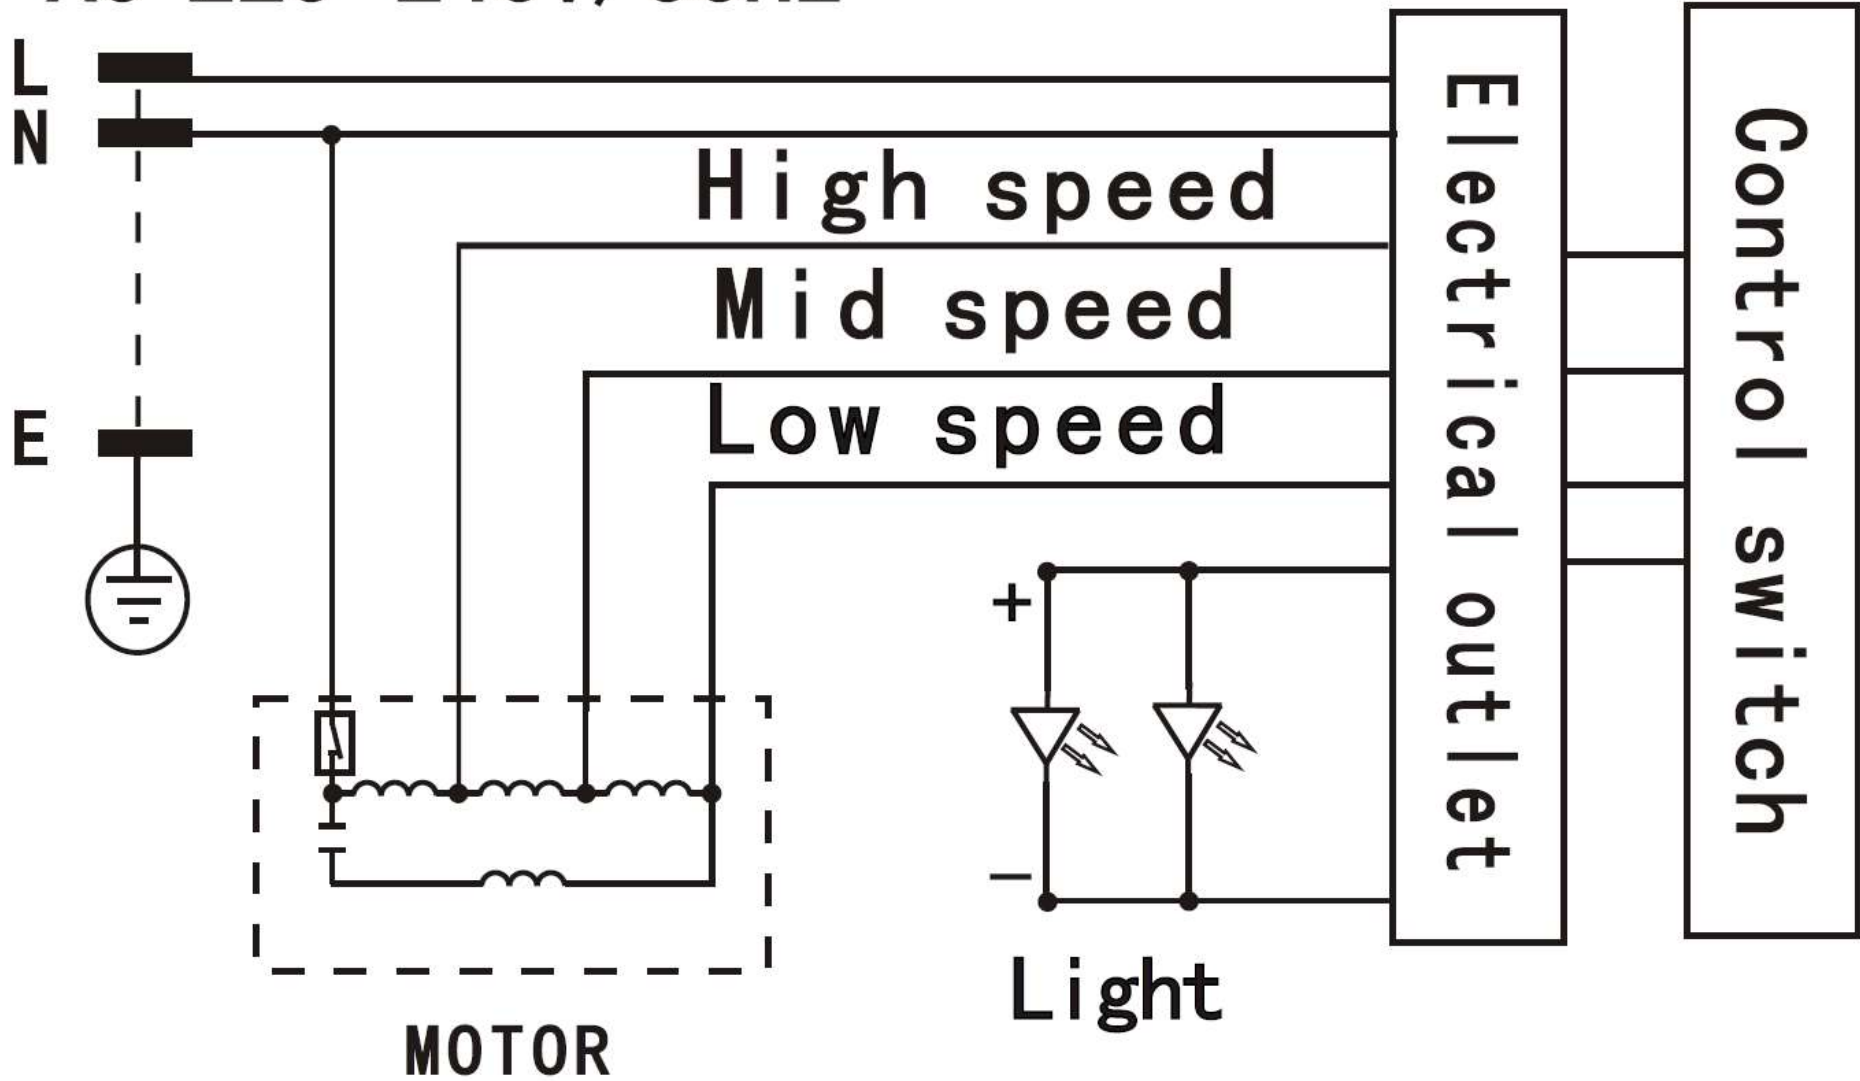 L
N
High speed
Mid speed
Low speed
E
+
−
Light
MOTOR
Electrical outlet
Control switch